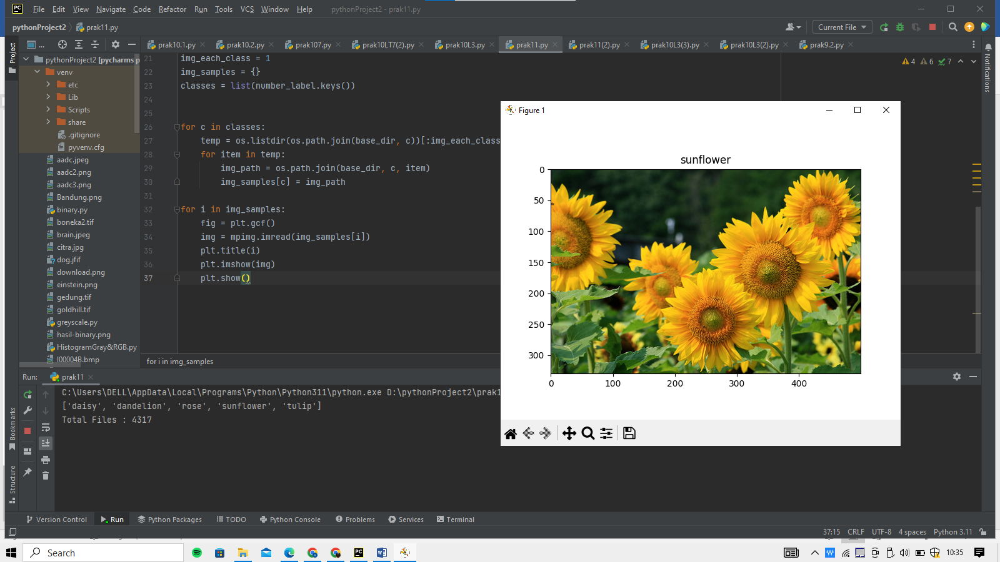 File Edit View Navigate Code Refactor Run Tools VCS Window Help pythonProject2 - prak11.py
pythonProject2 prak11.py Current File
prak10.1.py prak10.2.py prak107.py prak10LT7(2).py prak10L3.py prak11.py prak11(2).py prak10L3(3).py prak10L3(2).py prak9.2.py
Project
Notifications
pythonProject2 [pycharms p
venv
etc
Lib
Scripts
share
.gitignore
pyvenv.cfg
aadc.jpeg
aadc2.png
aadc3.png
Bandung.png
binary.py
boneka2.tif
brain.jpeg
citra.jpg
dog.jfif
download.png
einstein.png
gedung.tif
goldhill.tif
greyscale.py
hasil-binary.png
HistogramGray&RGB.py
I00004B.bmp
4 6 7
21 img_each_class = 1
22 img_samples = {}
23 classes = list(number_label.keys())
24
25
26 for c in classes:
27 temp = os.listdir(os.path.join(base_dir, c))[:img_each_class
28 for item in temp:
29 img_path = os.path.join(base_dir, c, item)
30 img_samples[c] = img_path
31
32 for i in img_samples:
33 fig = plt.gcf()
34 img = mpimg.imread(img_samples[i])
35 plt.title(i)
36 plt.imshow(img)
37 plt.show()
for i in img_samples
Figure 1
sunflower
0
50
100
150
200
250
300
0 100 200 300 400
Run: prak11
C:\Users\DELL\AppData\Local\Programs\Python\Python311\python.exe D:\pythonProject2\prak1
['daisy', 'dandelion', 'rose', 'sunflower', 'tulip']
Total Files : 4317
Bookmarks
Structure
Version Control Run Python Packages TODO Python Console Problems Services Terminal
37:15 CRLF UTF-8 4 spaces Python 3.11
Search 10:35